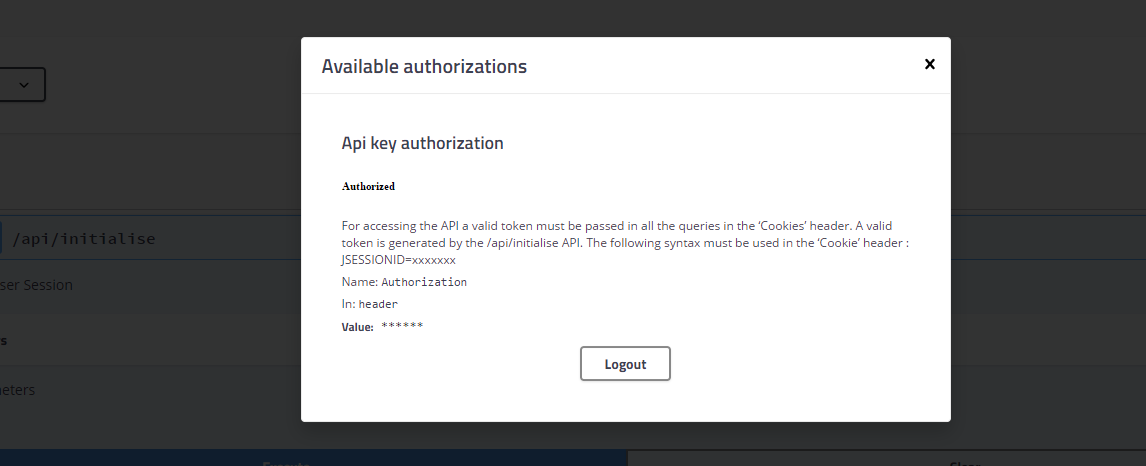 Available authorizations
Api key authorization
Authorized
For accessing the API a valid token must be passed in all the queries in the ‘Cookies’ header. A valid
token is generated by the /api/initialise API. The following syntax must be used in the ‘Cookie’ header :
JSESSIONID=xxxxxxx
Name: Authorization
In: header
Value: ******
Logout
/api/initialise
ser Session
s
eters